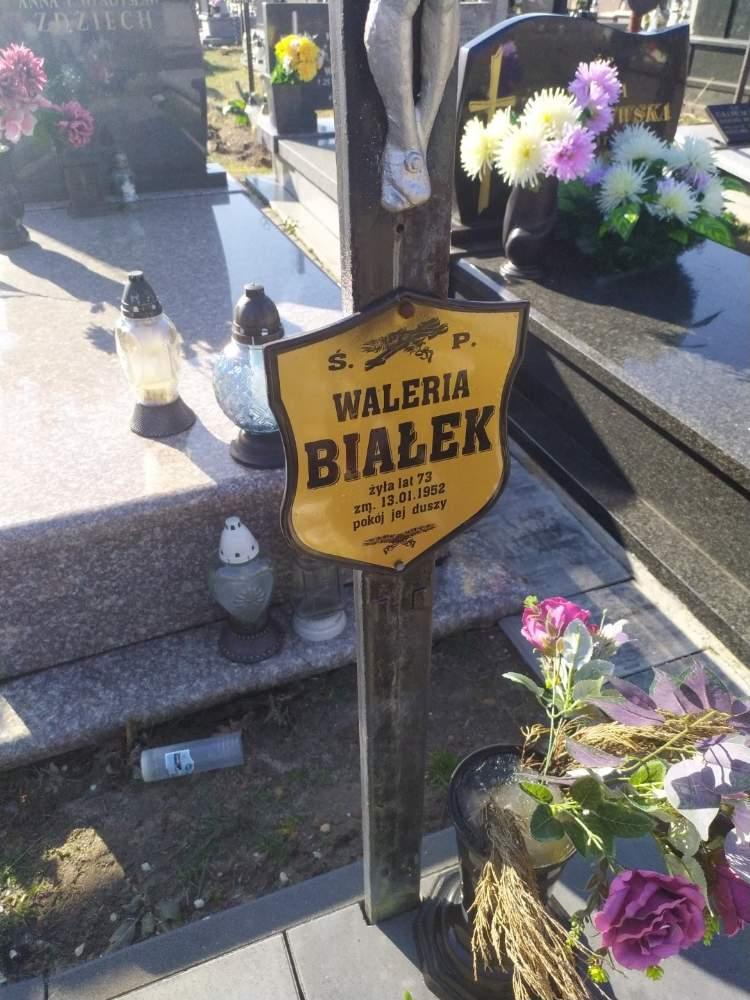 ZDZIECH
Ś. P.
WALERIA
BIAŁEK
żyła lat 73
zm. 13.01.1952
pokój jej duszy